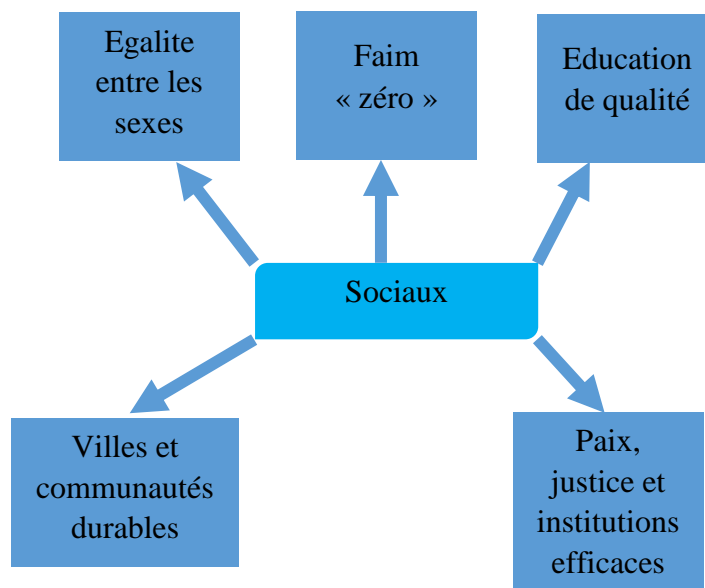 Egalite
entre les
sexes
Faim
« zéro »
Education
de qualité
Sociaux
Villes et
communautés
durables
Paix,
justice et
institutions
efficaces